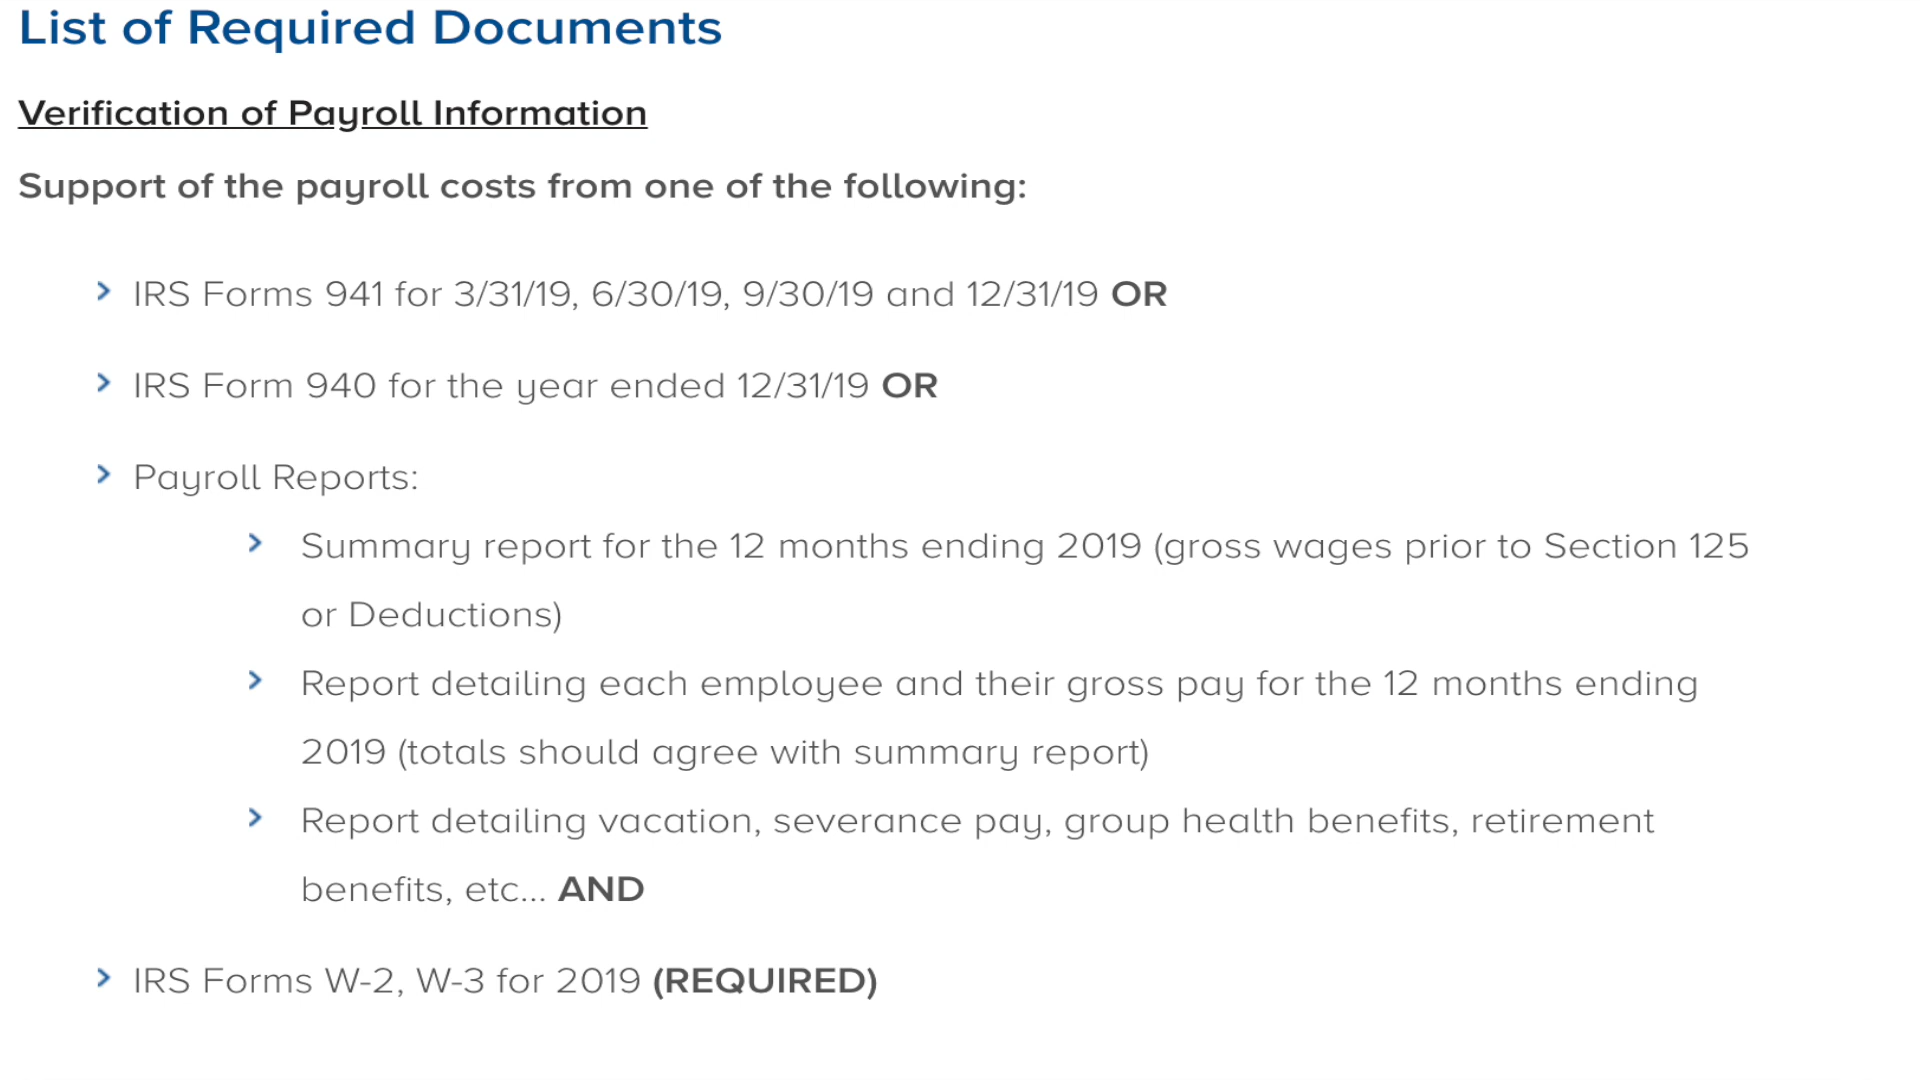 List of Required Documents
Verification of Payroll Information
Support of the payroll costs from one of the following:
IRS Forms 941 for 3/31/19, 6/30/19, 9/30/19 and 12/31/19 OR
IRS Form 940 for the year ended 12/31/19 OR
Payroll Reports:
Summary report for the 12 months ending 2019 (gross wages prior to Section 125
or Deductions)
Report detailing each employee and their gross pay for the 12 months ending
2019 (totals should agree with summary report)
Report detailing vacation, severance pay, group health benefits, retirement
benefits, etc... AND
IRS Forms W-2, W-3 for 2019 (REQUIRED)